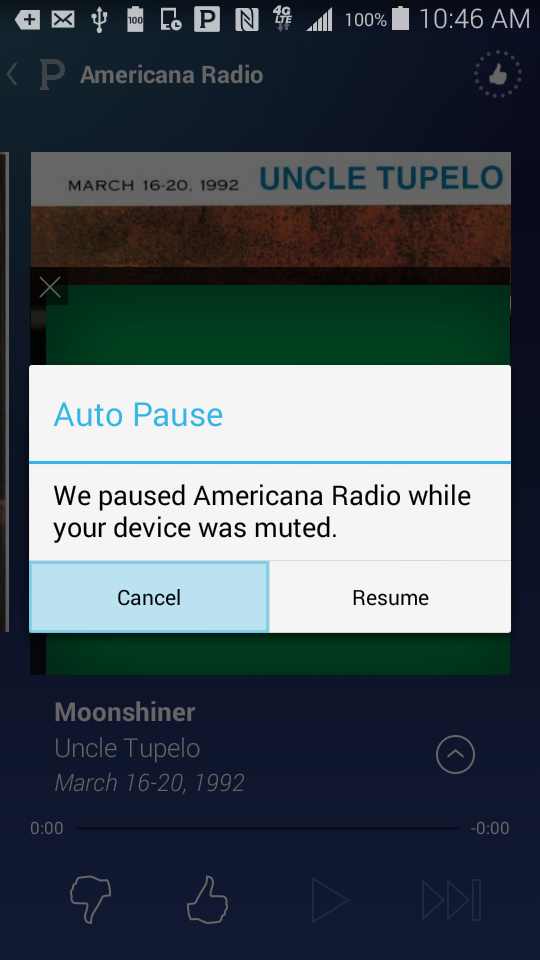 100
4G
LTE
100%
10:46 AM
P
Americana Radio
MARCH 16-20, 1992
UNCLE TUPELO
Auto Pause
We paused Americana Radio while
your device was muted.
Cancel
Resume
Moonshiner
Uncle Tupelo
March 16-20, 1992
0:00
-0:00